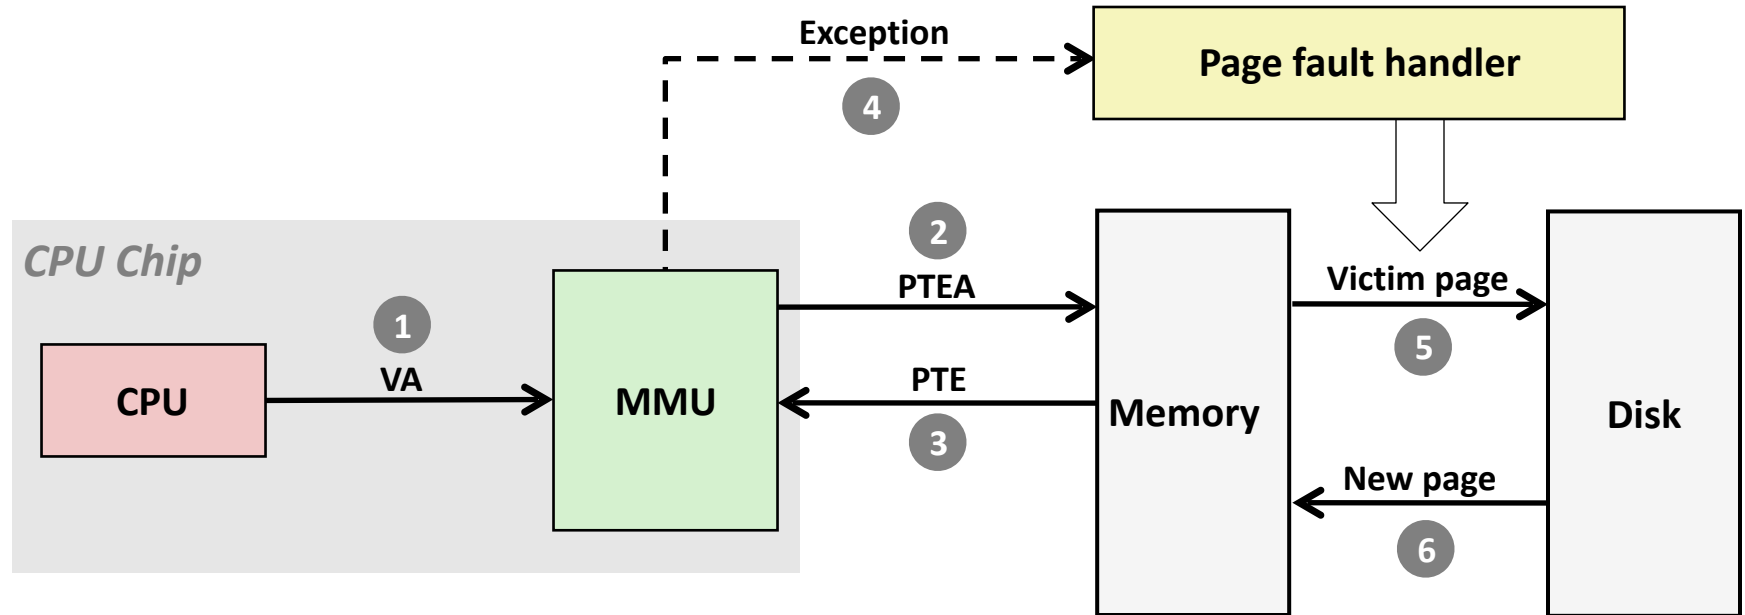 Exception
Page fault handler
4
2
CPU Chip
PTEA
Victim page
1
5
VA
PTE
CPU
MMU
Memory
Disk
3
New page
6